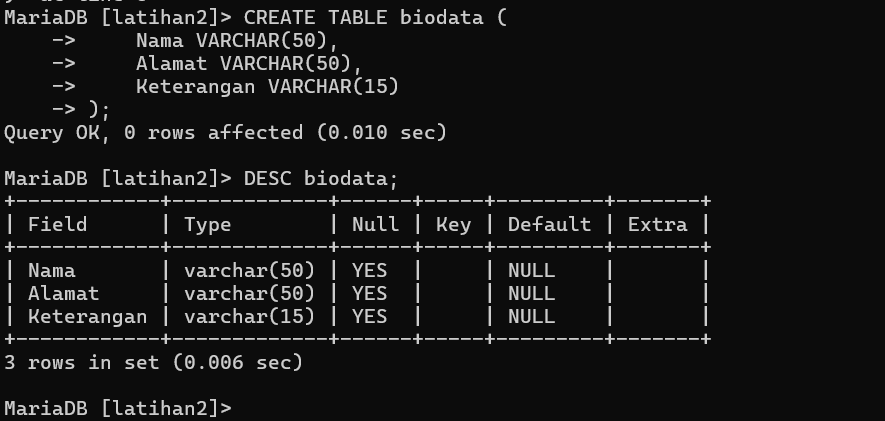 MariaDB [latihan2]> CREATE TABLE biodata (
    ->     Nama VARCHAR(50),
    ->     Alamat VARCHAR(50),
    ->     Keterangan VARCHAR(15)
    -> );
Query OK, 0 rows affected (0.010 sec)

MariaDB [latihan2]> DESC biodata;
+------------+-------------+------+-----+---------+-------+
| Field      | Type        | Null | Key | Default | Extra |
+------------+-------------+------+-----+---------+-------+
| Nama       | varchar(50) | YES  |     | NULL    |       |
| Alamat     | varchar(50) | YES  |     | NULL    |       |
| Keterangan | varchar(15) | YES  |     | NULL    |       |
+------------+-------------+------+-----+---------+-------+
3 rows in set (0.006 sec)

MariaDB [latihan2]>